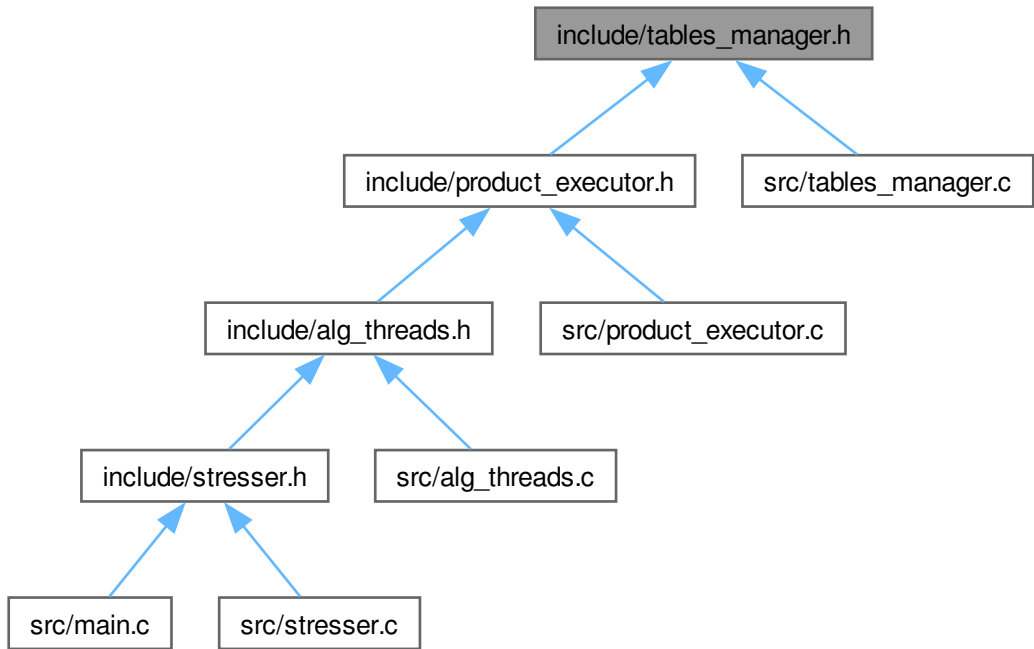 include/tables_manager.h
include/product_executor.h
src/tables_manager.c
include/alg_threads.h
src/product_executor.c
include/stresser.h
src/alg_threads.c
src/main.c
src/stresser.c